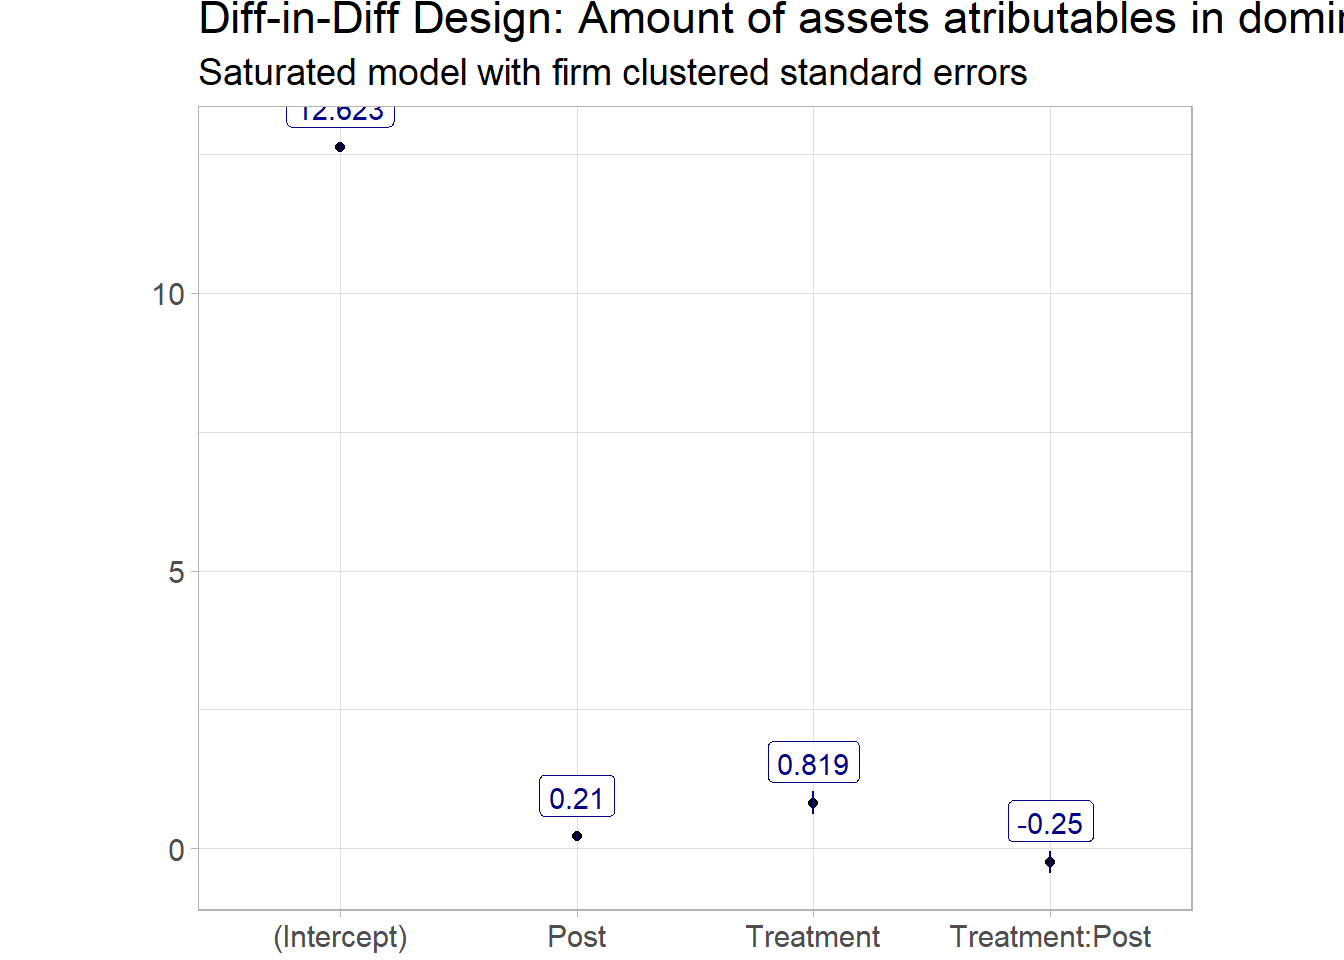 Diff-in-Diff Design: Amount of assets atributables in
Saturated model with firm clustered standard errors
12.623
10
5
0.819
0.21
-0.25
0
(Intercept) Post Treatment Treatment:Post